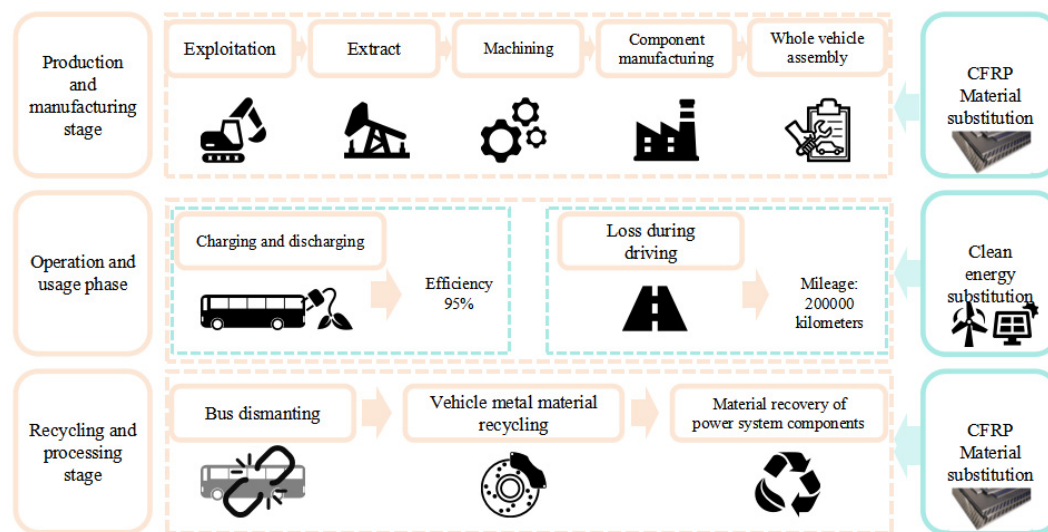 Production
and
manufacturing
stage
Exploitation
Extract
Machining
Component
manufacturing
Whole vehicle
assembly
CFRP
Material
substitution
Operation and
usage phase
Charging and discharging
Efficiency
95%
Loss during
driving
Mileage:
200000
kilometers
Clean
energy
substitution
Recycling and
processing
stage
Bus dismanting
Vehicle metal material
recycling
Material recovery of
power system components
CFRP
Material
substitution